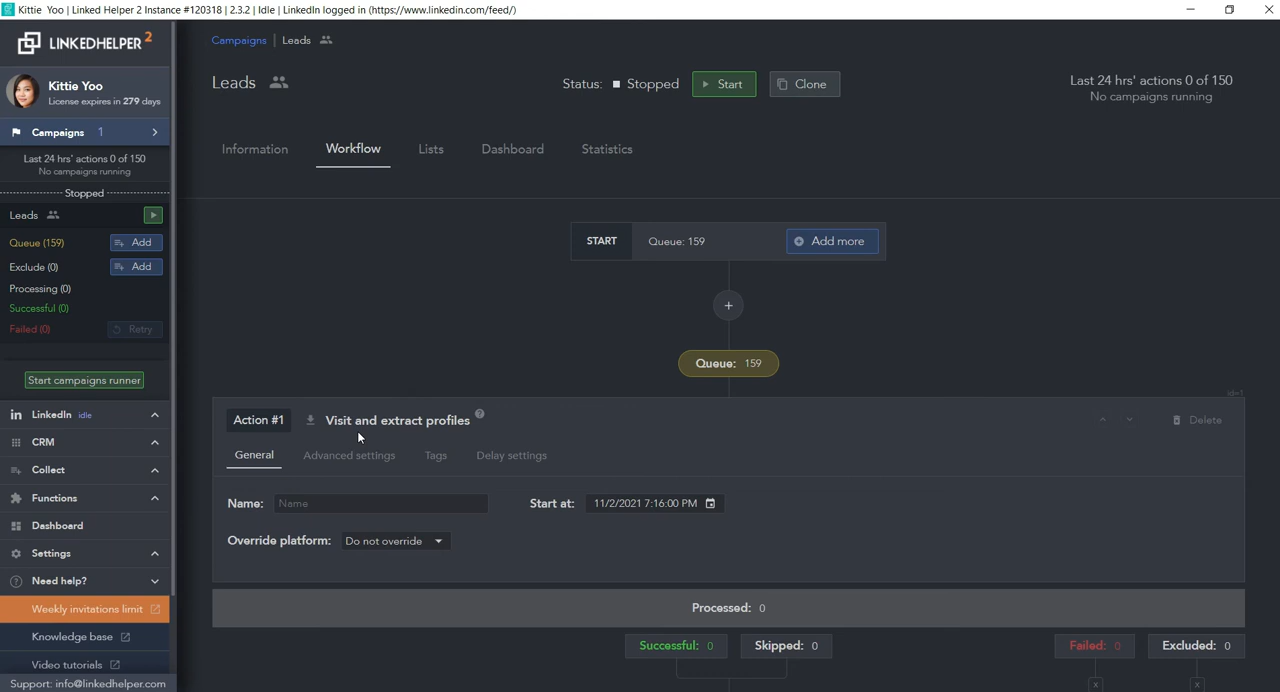 Kittie Yoo | Linked Helper 2 Instance #120318 | 2.3.2 | Idle | LinkedIn logged in (https://www.linkedin.com/feed/)
LINKEDHELPER 2
Kittie Yoo
License expires in 279 days
Campaigns 1
Last 24 hrs' actions 0 of 150
No campaigns running
Stopped
Leads
Queue (159) Add
Exclude (0) Add
Processing (0)
Successful (0)
Failed (0) Retry
Start campaigns runner
LinkedIn idle
CRM
Collect
Functions
Dashboard
Settings
Need help?
Weekly invitations limit
Knowledge base
Video tutorials
Support: info@linkedhelper.com
Campaigns | Leads
Leads
Status: Stopped Start Clone
Last 24 hrs' actions 0 of 150
No campaigns running
Information Workflow Lists Dashboard Statistics
START Queue: 159 Add more
+
Queue: 159
id=1
Action #1 Visit and extract profiles ? Delete
General Advanced settings Tags Delay settings
Name: Name Start at: 11/2/2021 7:16:00 PM
Override platform: Do not override
Processed: 0
Successful: 0 Skipped: 0 Failed: 0 Excluded: 0
x x